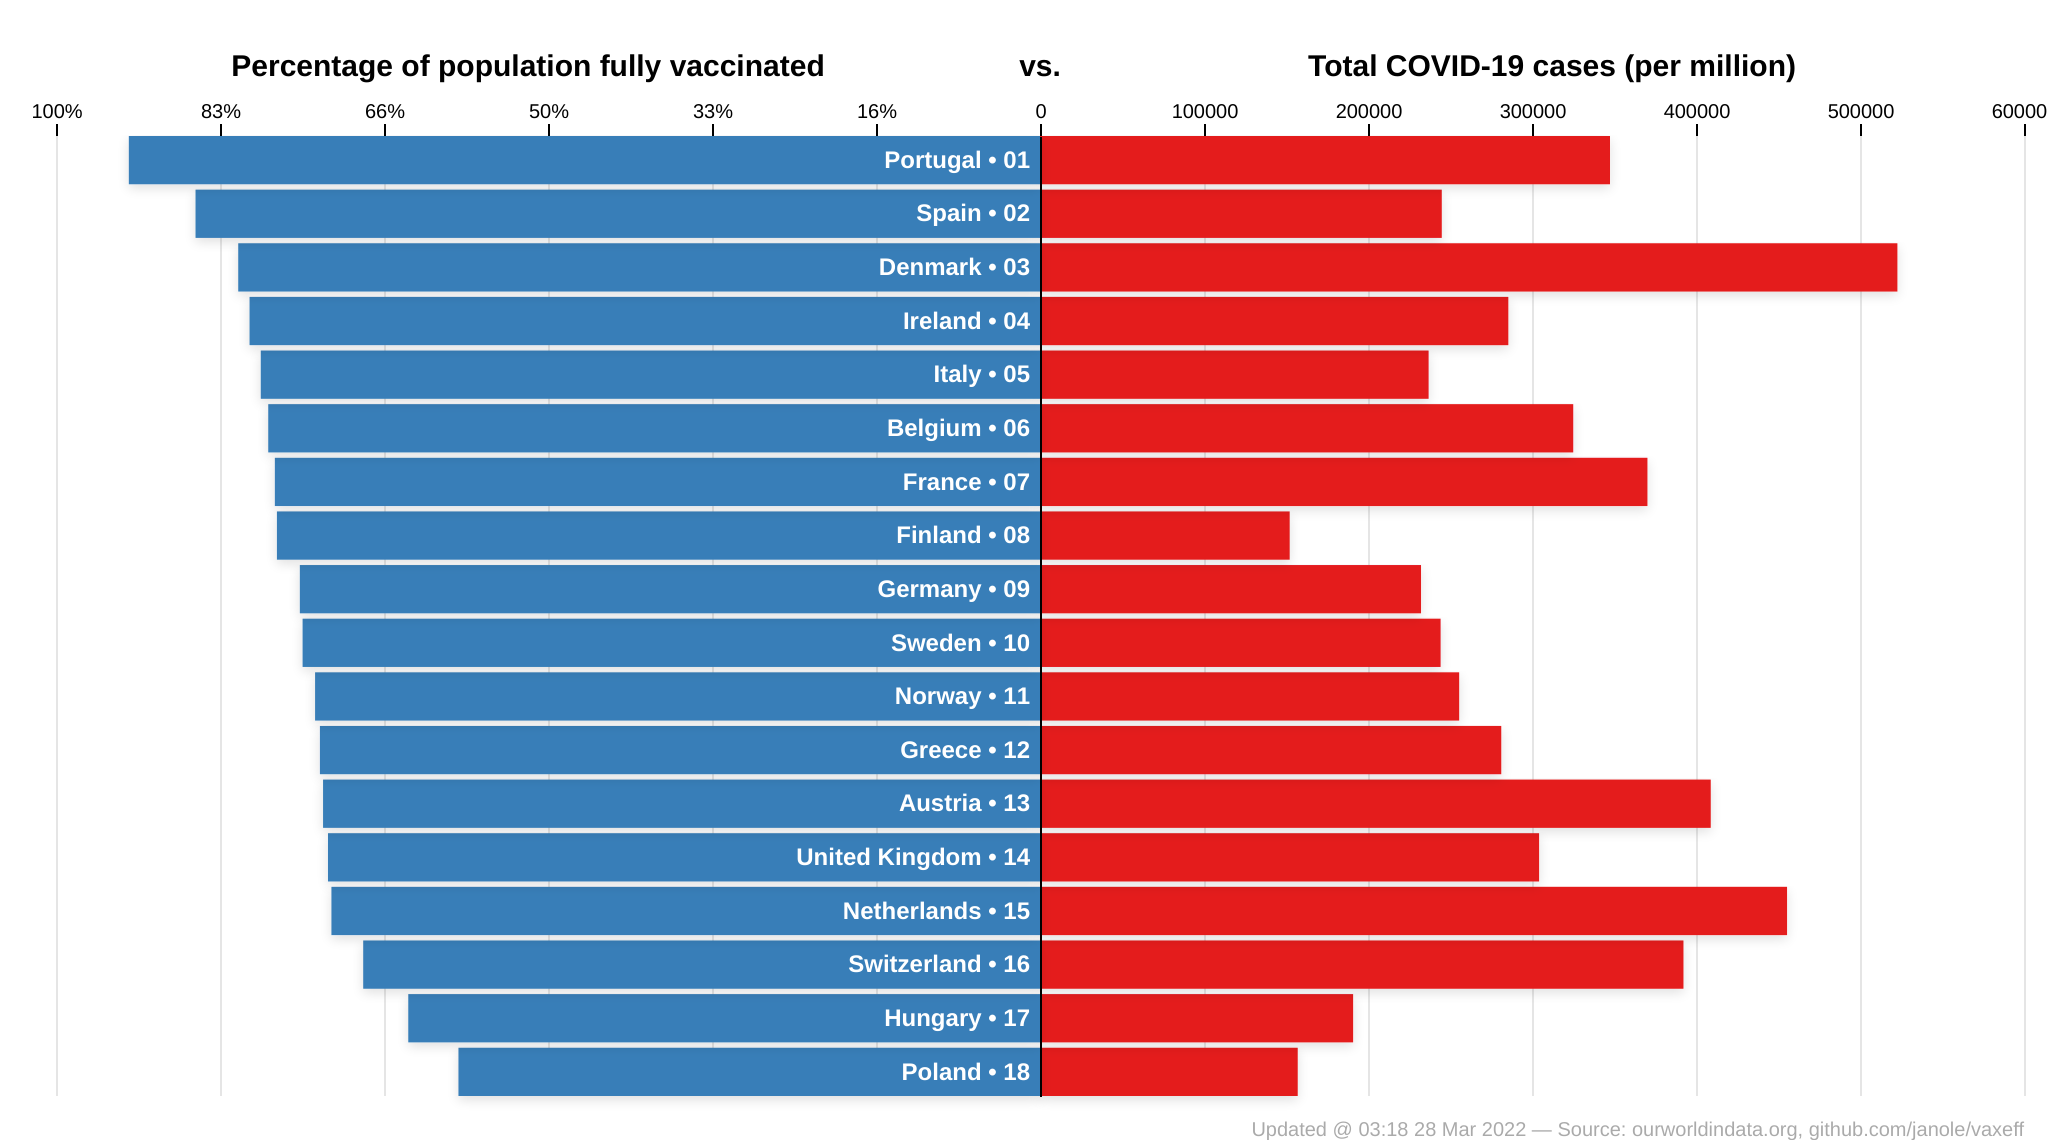 Percentage of population fully vaccinated vs. Total COVID-19 cases (per million)
100% 83% 66% 50% 33% 16% 0 100000 200000 300000 400000 500000 60000
Portugal • 01
Spain • 02
Denmark • 03
Ireland • 04
Italy • 05
Belgium • 06
France • 07
Finland • 08
Germany • 09
Sweden • 10
Norway • 11
Greece • 12
Austria • 13
United Kingdom • 14
Netherlands • 15
Switzerland • 16
Hungary • 17
Poland • 18
Updated @ 03:18 28 Mar 2022 — Source: ourworldindata.org, github.com/janole/vaxeff